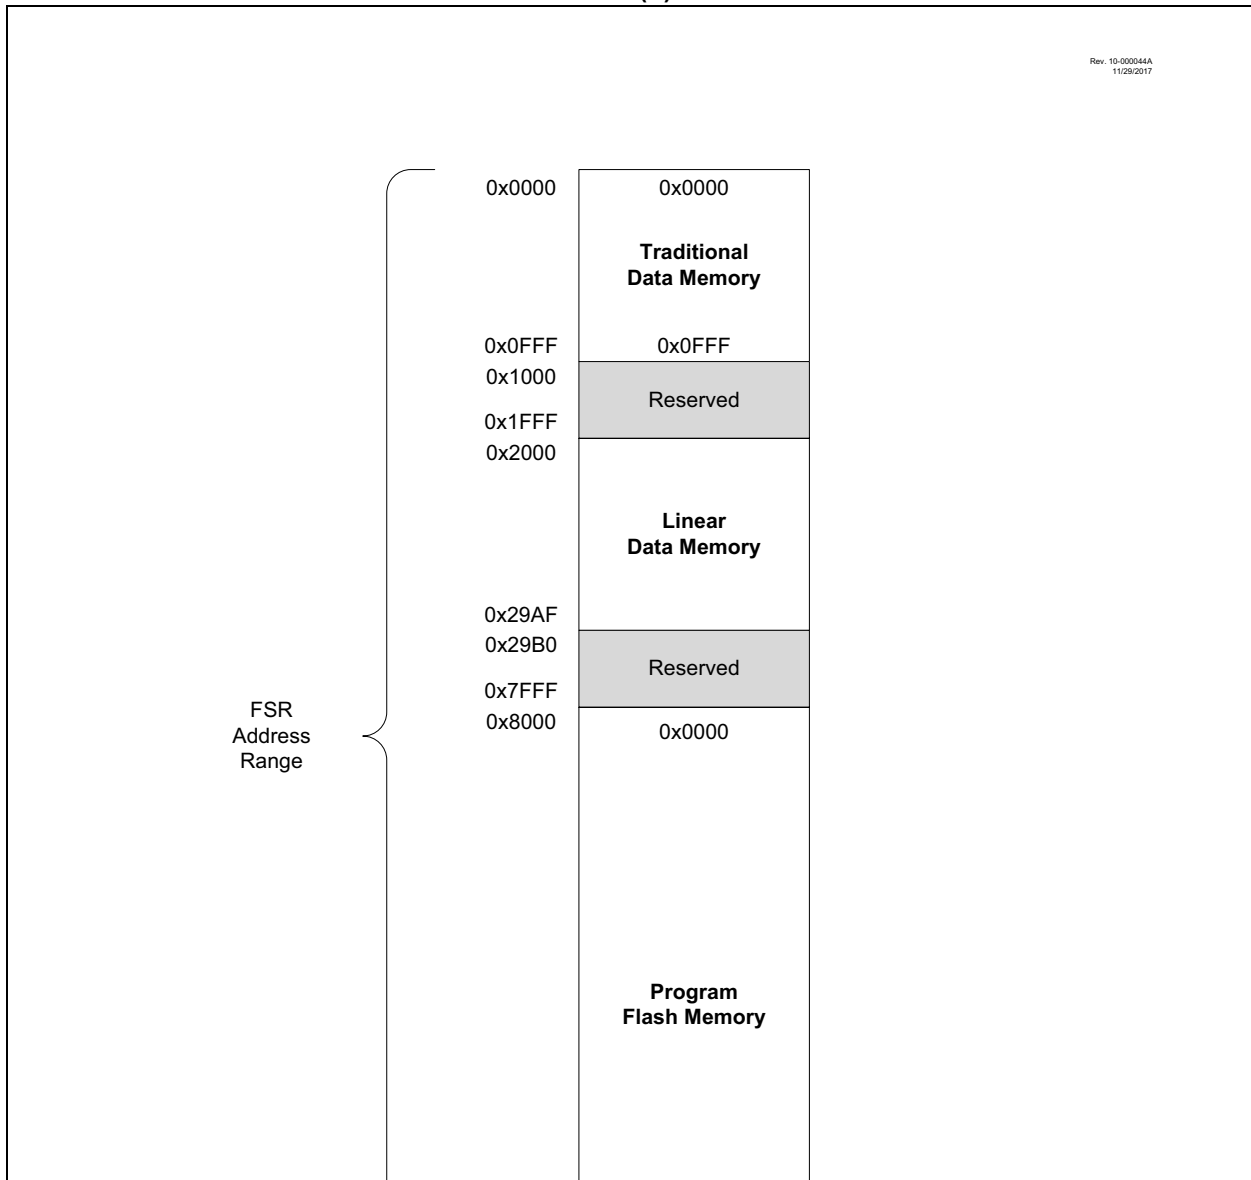 Rev. 10-000044A
11/29/2017
0x0000 0x0000
Traditional
Data Memory
0x0FFF 0x0FFF
0x1000
Reserved
0x1FFF
0x2000
Linear
Data Memory
0x29AF
0x29B0
Reserved
0x7FFF
0x8000 0x0000
FSR
Address
Range
Program
Flash Memory